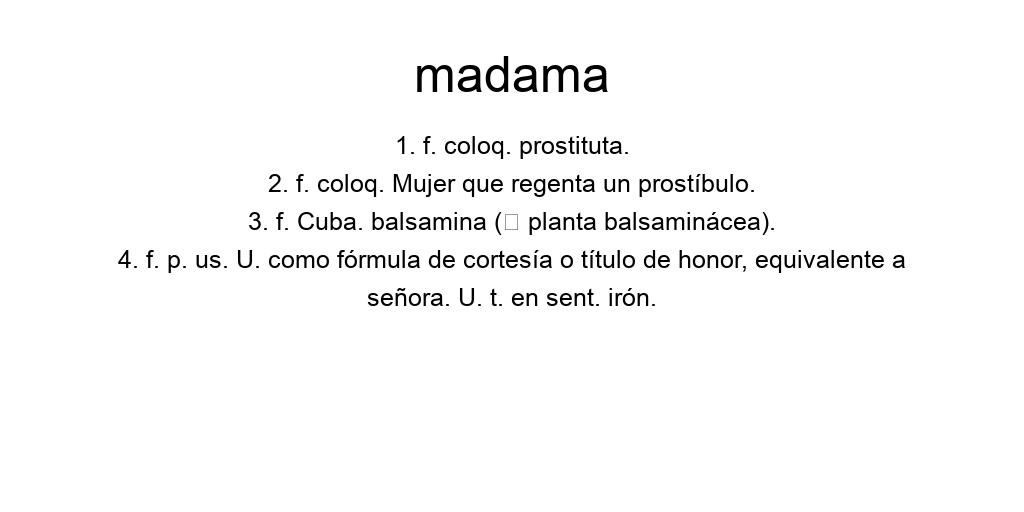 madama
1. f. coloq. prostituta.
2. f. coloq. Mujer que regenta un prostíbulo.
3. f. Cuba. balsamina (▯ planta balsaminácea).
4. f. p. us. U. como fórmula de cortesía o título de honor, equivalente a
señora. U. t. en sent. irón.